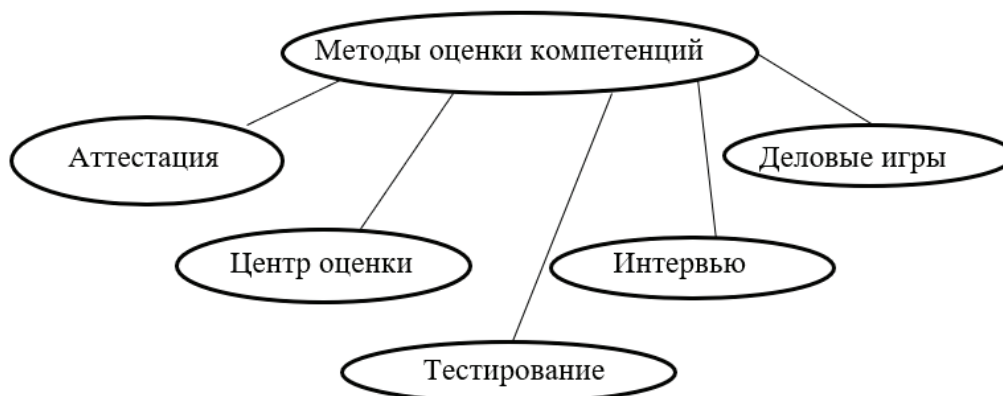 Методы оценки компетенций
Аттестация
Деловые игры
Центр оценки
Интервью
Тестирование